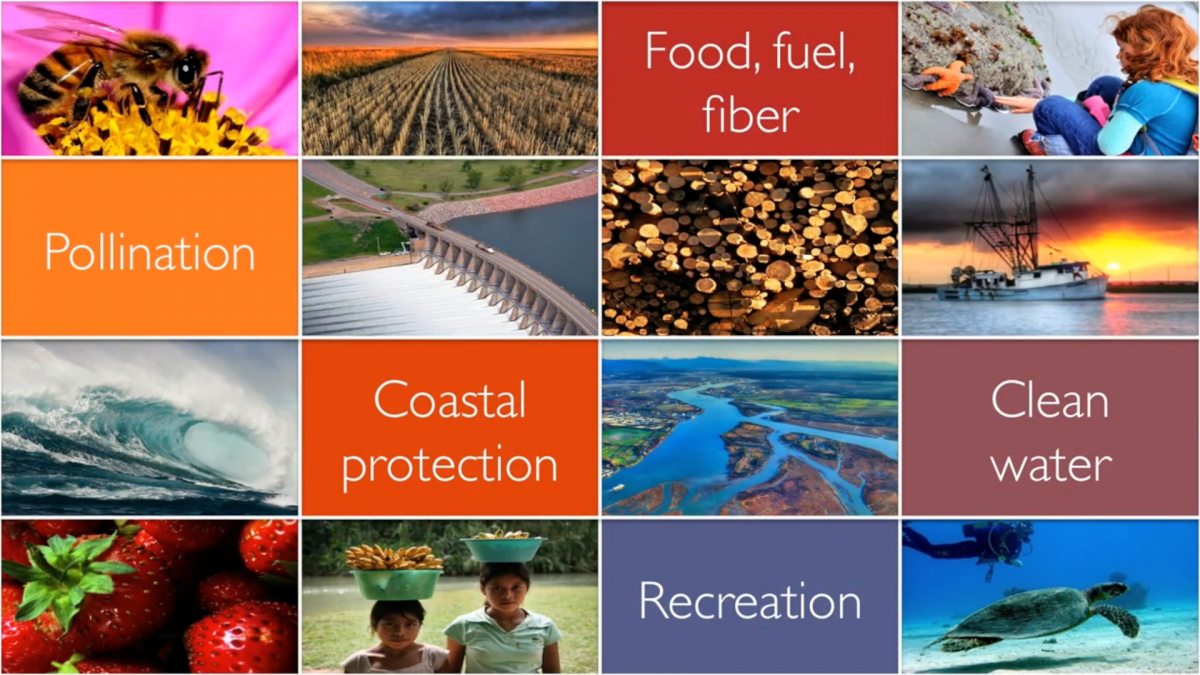 Food, fuel,
fiber
Pollination
Coastal
protection
Clean
water
Recreation